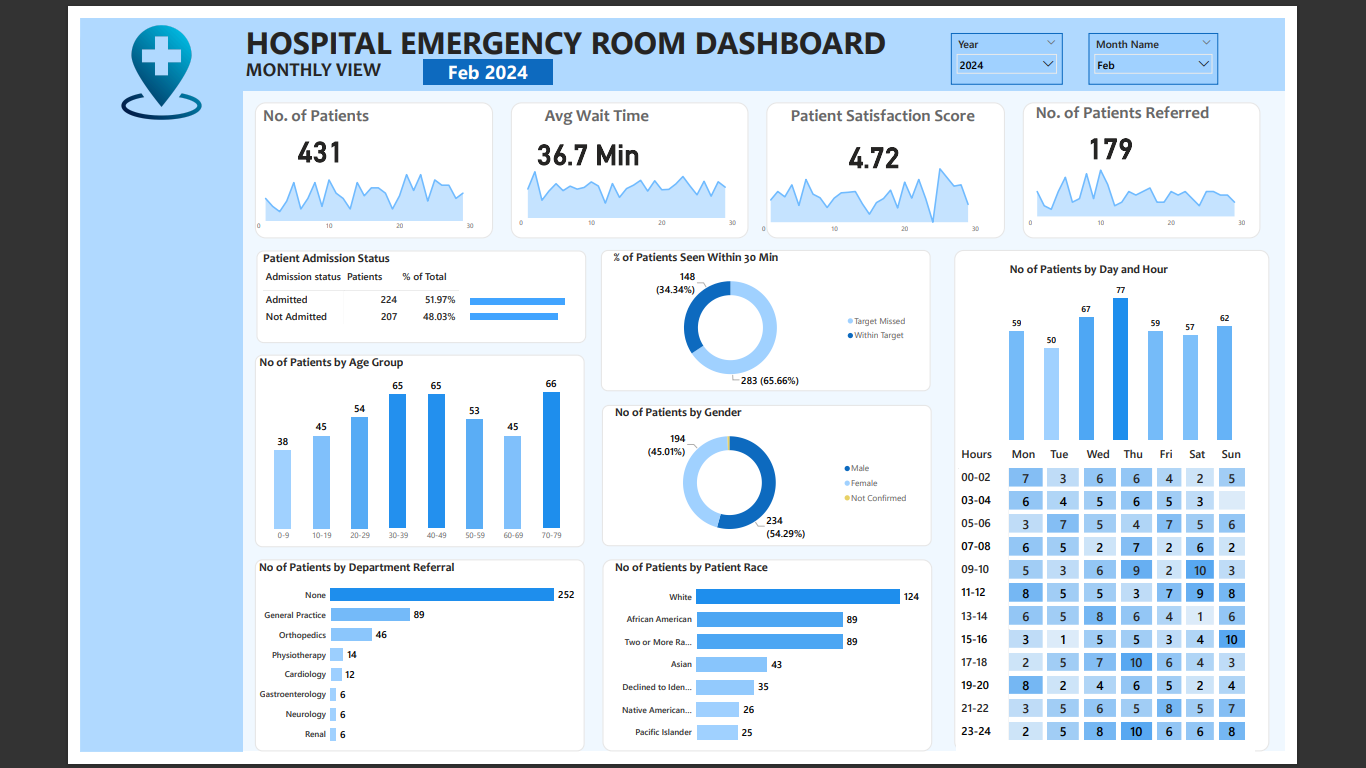 HOSPITAL EMERGENCY ROOM DASHBOARD
MONTHLY VIEW
Feb 2024
Year
2024
Month Name
Feb
No. of Patients
431
0 10 20 30
Avg Wait Time
36.7 Min
0 10 20 30
Patient Satisfaction Score
4.72
0 10 20 30
No. of Patients Referred
179
0 10 20 30
Patient Admission Status
Admission status Patients % of Total
Admitted 224 51.97%
Not Admitted 207 48.03%
No of Patients by Age Group
38 45 54 65 65 53 45 66
0-9 10-19 20-29 30-39 40-49 50-59 60-69 70-79
No of Patients by Department Referral
None 252
General Practice 89
Orthopedics 46
Physiotherapy 14
Cardiology 12
Gastroenterology 6
Neurology 6
Renal 6
% of Patients Seen Within 30 Min
148
(34.34%)
Target Missed
Within Target
283 (65.66%)
No of Patients by Gender
194
(45.01%)
Male
Female
Not Confirmed
234
(54.29%)
No of Patients by Patient Race
White 124
African American 89
Two or More Ra... 89
Asian 43
Declined to Iden... 35
Native American... 26
Pacific Islander 25
No of Patients by Day and Hour
59 50 67 77 59 57 62
Hours Mon Tue Wed Thu Fri Sat Sun
00-02 7 3 6 6 4 2 5
03-04 6 4 5 6 5 3
05-06 3 7 5 4 7 5 6
07-08 6 5 2 7 2 6 2
09-10 5 3 6 9 2 10 3
11-12 8 5 5 3 7 9 8
13-14 6 5 8 6 4 1 6
15-16 3 1 5 5 3 4 10
17-18 2 5 7 10 6 4 3
19-20 8 2 4 6 5 2 4
21-22 3 5 6 5 8 5 7
23-24 2 5 8 10 6 6 8